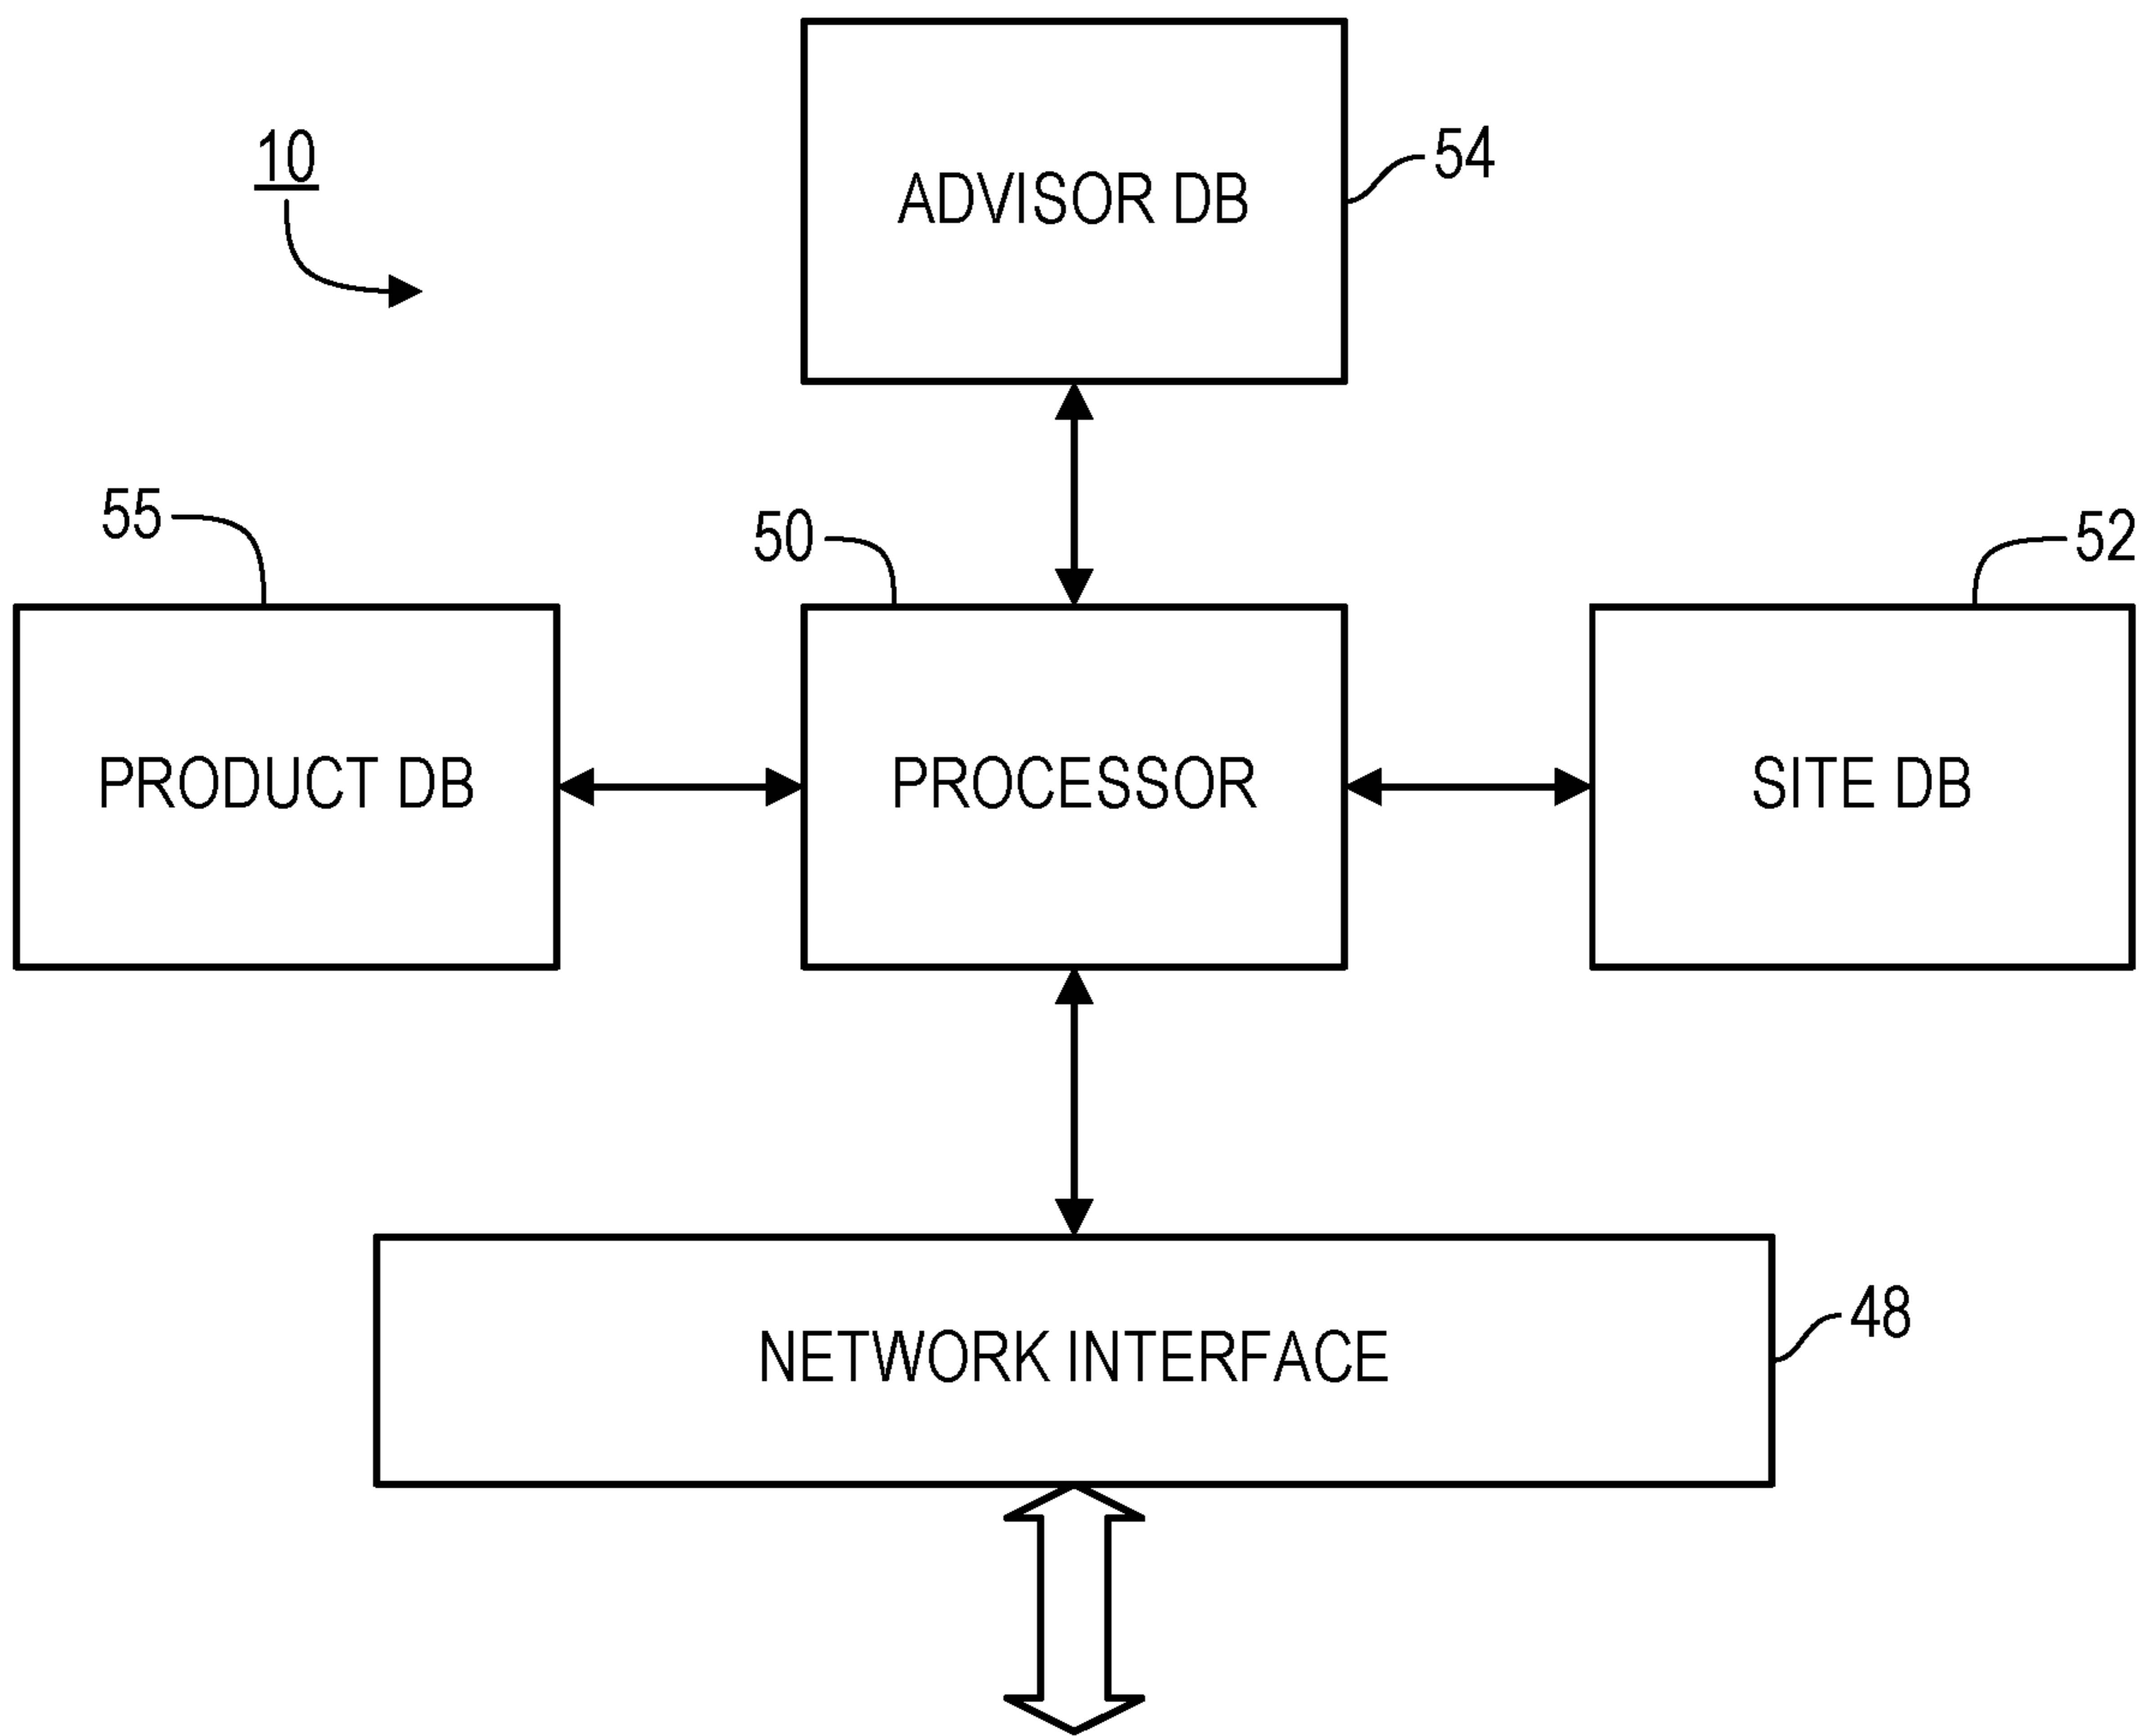 10
ADVISOR DB
54
55
50
52
PRODUCT DB
PROCESSOR
SITE DB
NETWORK INTERFACE
48